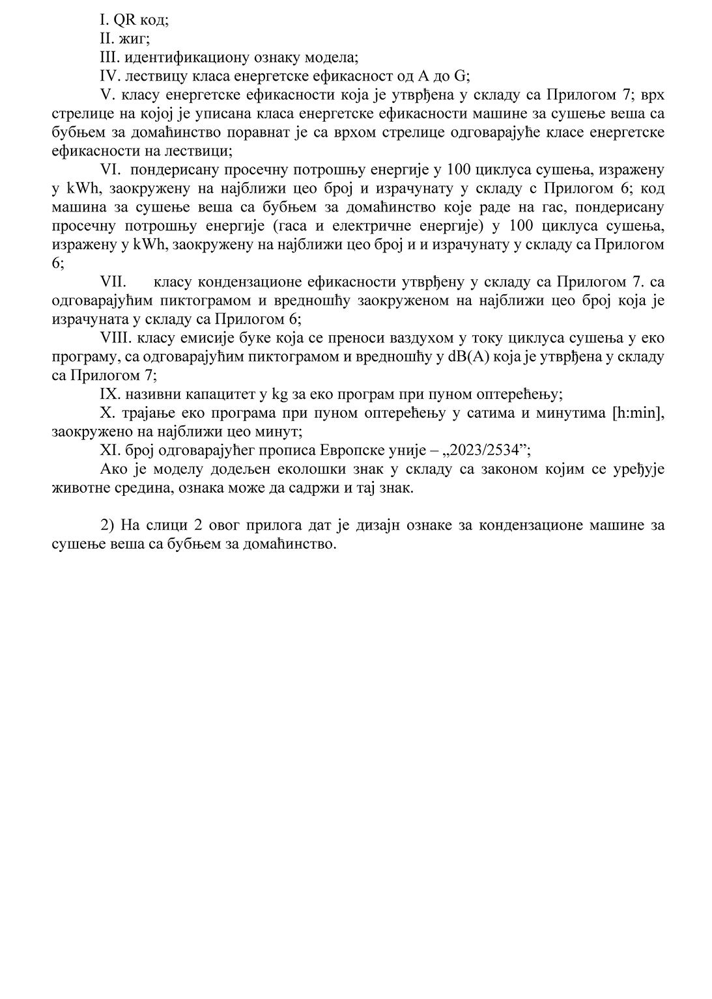 I. QR код;
II. жиг;
III. идентификациону ознаку модела;
IV. лествицу класа енергетске ефикасност од А до G;
V. класу енергетске ефикасности која је утврђена у складу са Прилогом 7; врх
стрелице на којој је уписана класа енергетске ефикасности машине за сушење веша са
бубњем за домаћинство поравнат је са врхом стрелице одговарајуће класе енергетске
ефикасности на лествици;
VI. пондерисану просечну потрошњу енергије у 100 циклуса сушења, изражену
у kWh, заокружену на најближи цео број и израчунату у складу с Прилогом 6; код
машина за сушење веша са бубњем за домаћинство које раде на гас, пондерисану
просечну потрошњу енергије (гаса и електричне енергије) у 100 циклуса сушења,
изражену у kWh, заокружену на најближи цео број и и израчунату у складу са Прилогом
6;
VII. класу кондензационе ефикасности утврђену у складу са Прилогом 7. са
одговарајућим пиктограмом и вредношћу заокруженом на најближи цео број која је
израчуната у складу са Прилогом 6;
VIII. класу емисије буке која се преноси ваздухом у току циклуса сушења у еко
програму, са одговарајућим пиктограмом и вредношћу у dB(A) која је утврђена у складу
са Прилогом 7;
IX. називни капацитет у kg за еко програм при пуном оптерећењу;
X. трајање еко програма при пуном оптерећењу у сатима и минутима [h:min],
заокружено на најближи цео минут;
XI. број одговарајућег прописа Европске уније – „2023/2534”;
Ако је моделу додељен еколошки знак у складу са законом којим се уређује
животне средина, ознака може да садржи и тај знак.
2) На слици 2 овог прилога дат је дизајн ознаке за кондензационе машине за
сушење веша са бубњем за домаћинство.